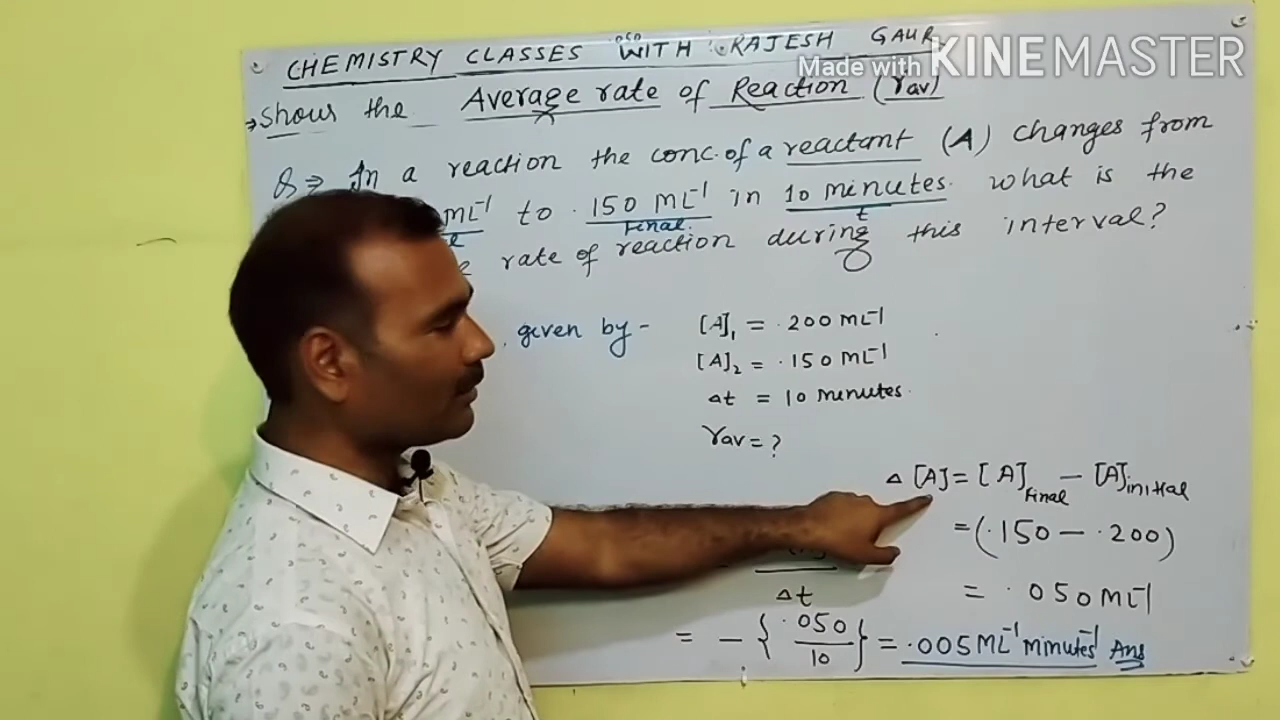 CHEMISTRY CLASSES WITH RAJESH GAUR
Made with KINEMASTER
→ Shows the Average rate of Reaction (rav)
Q ⇒ In a reaction the conc. of a reactant (A) changes from
ML⁻¹ to .150 ML⁻¹ in 10 minutes. What is the
Final t
rate of reaction during this interval?
given by -
[A]₁ = .200 ML⁻¹
[A]₂ = .150 ML⁻¹
Δt = 10 minutes.
rav = ?
Δ [A] = [A]Final - [A]initial
= (.150 - .200)
Δt
= .050 ML⁻¹
= - { .050 / 10 } = .005 ML⁻¹ minutes⁻¹ Ans